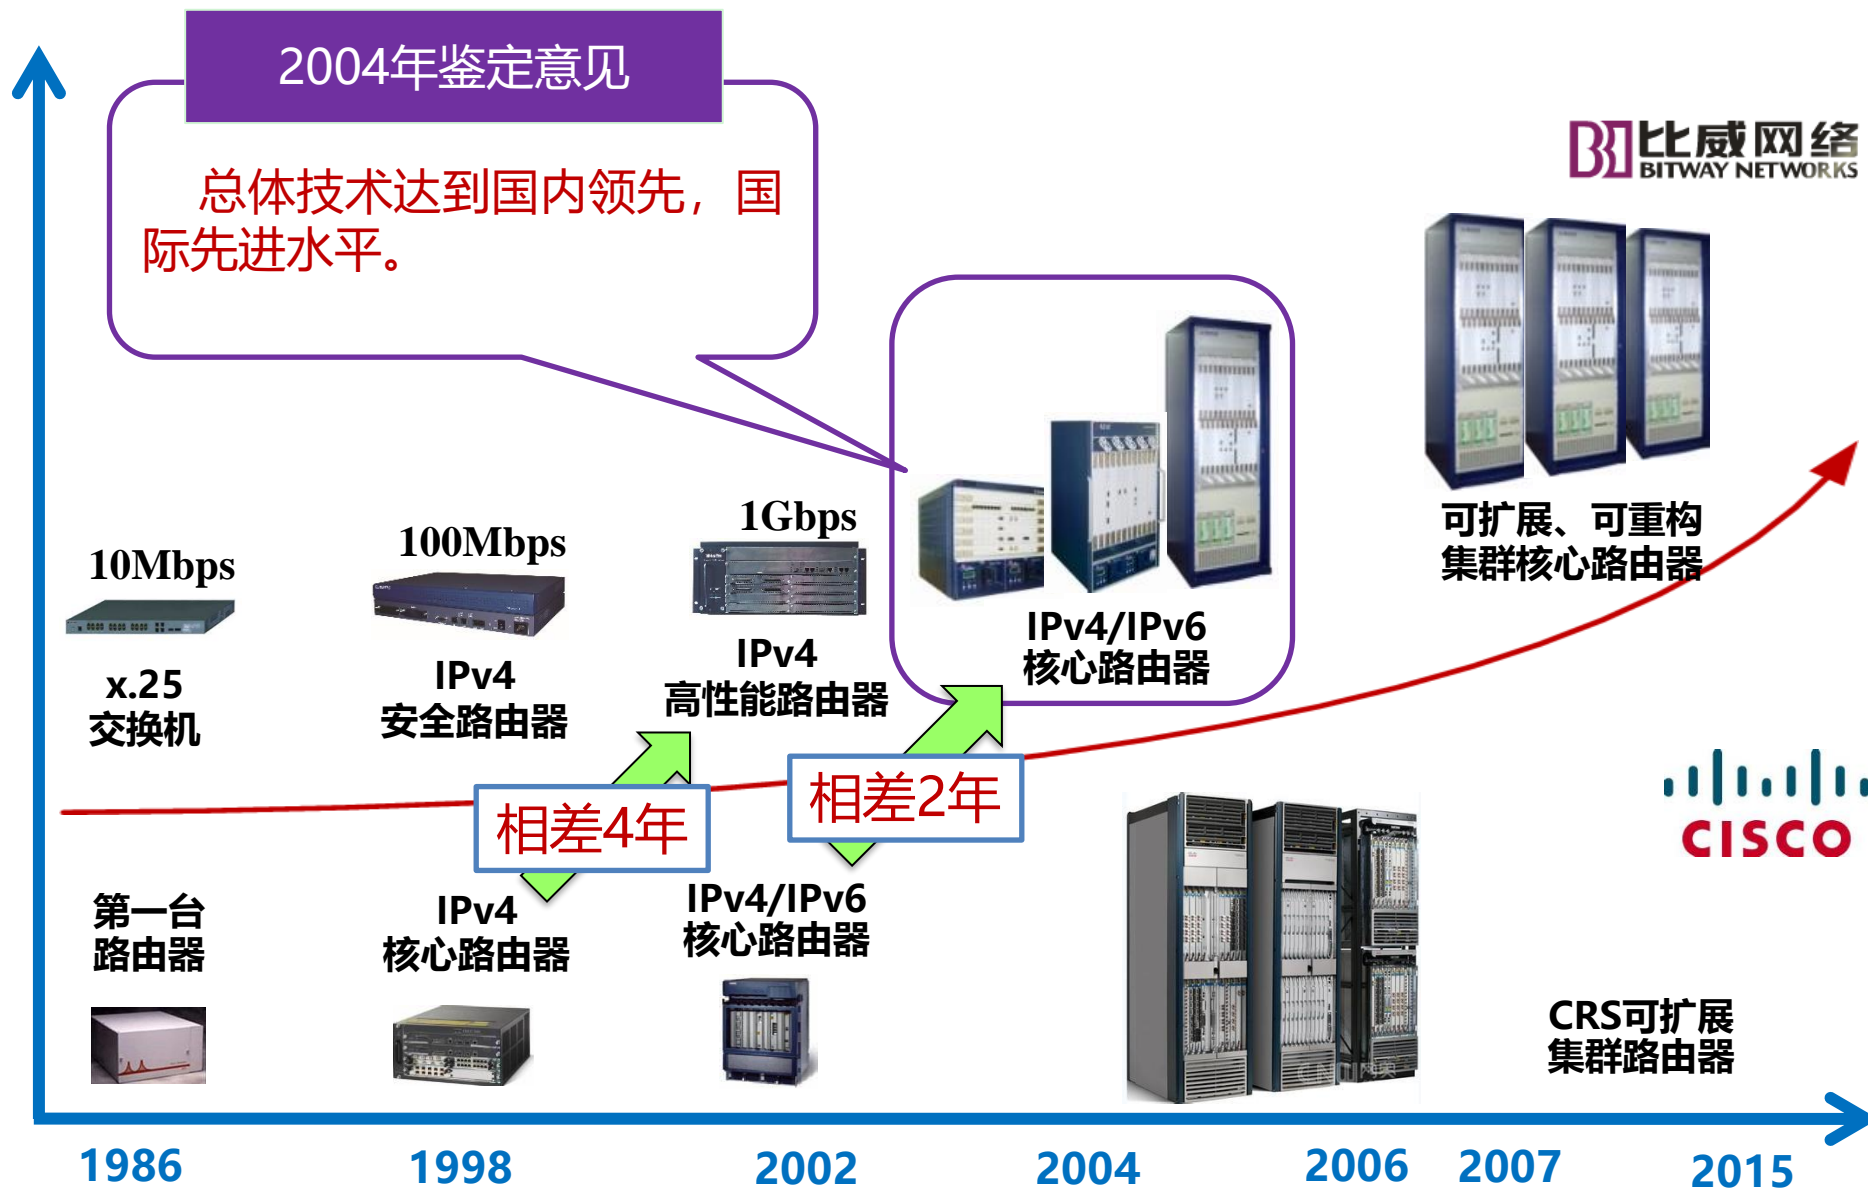 2004年鉴定意见
总体技术达到国内领先，国
际先进水平。
比威网络
BITWAY NETWORKS
10Mbps
x.25
交换机
100Mbps
IPv4
安全路由器
1Gbps
IPv4
高性能路由器
IPv4/IPv6
核心路由器
可扩展、可重构
集群核心路由器
相差4年
相差2年
CISCO
第一台
路由器
IPv4
核心路由器
IPv4/IPv6
核心路由器
CRS可扩展
集群路由器
1986
1998
2002
2004
2006
2007
2015